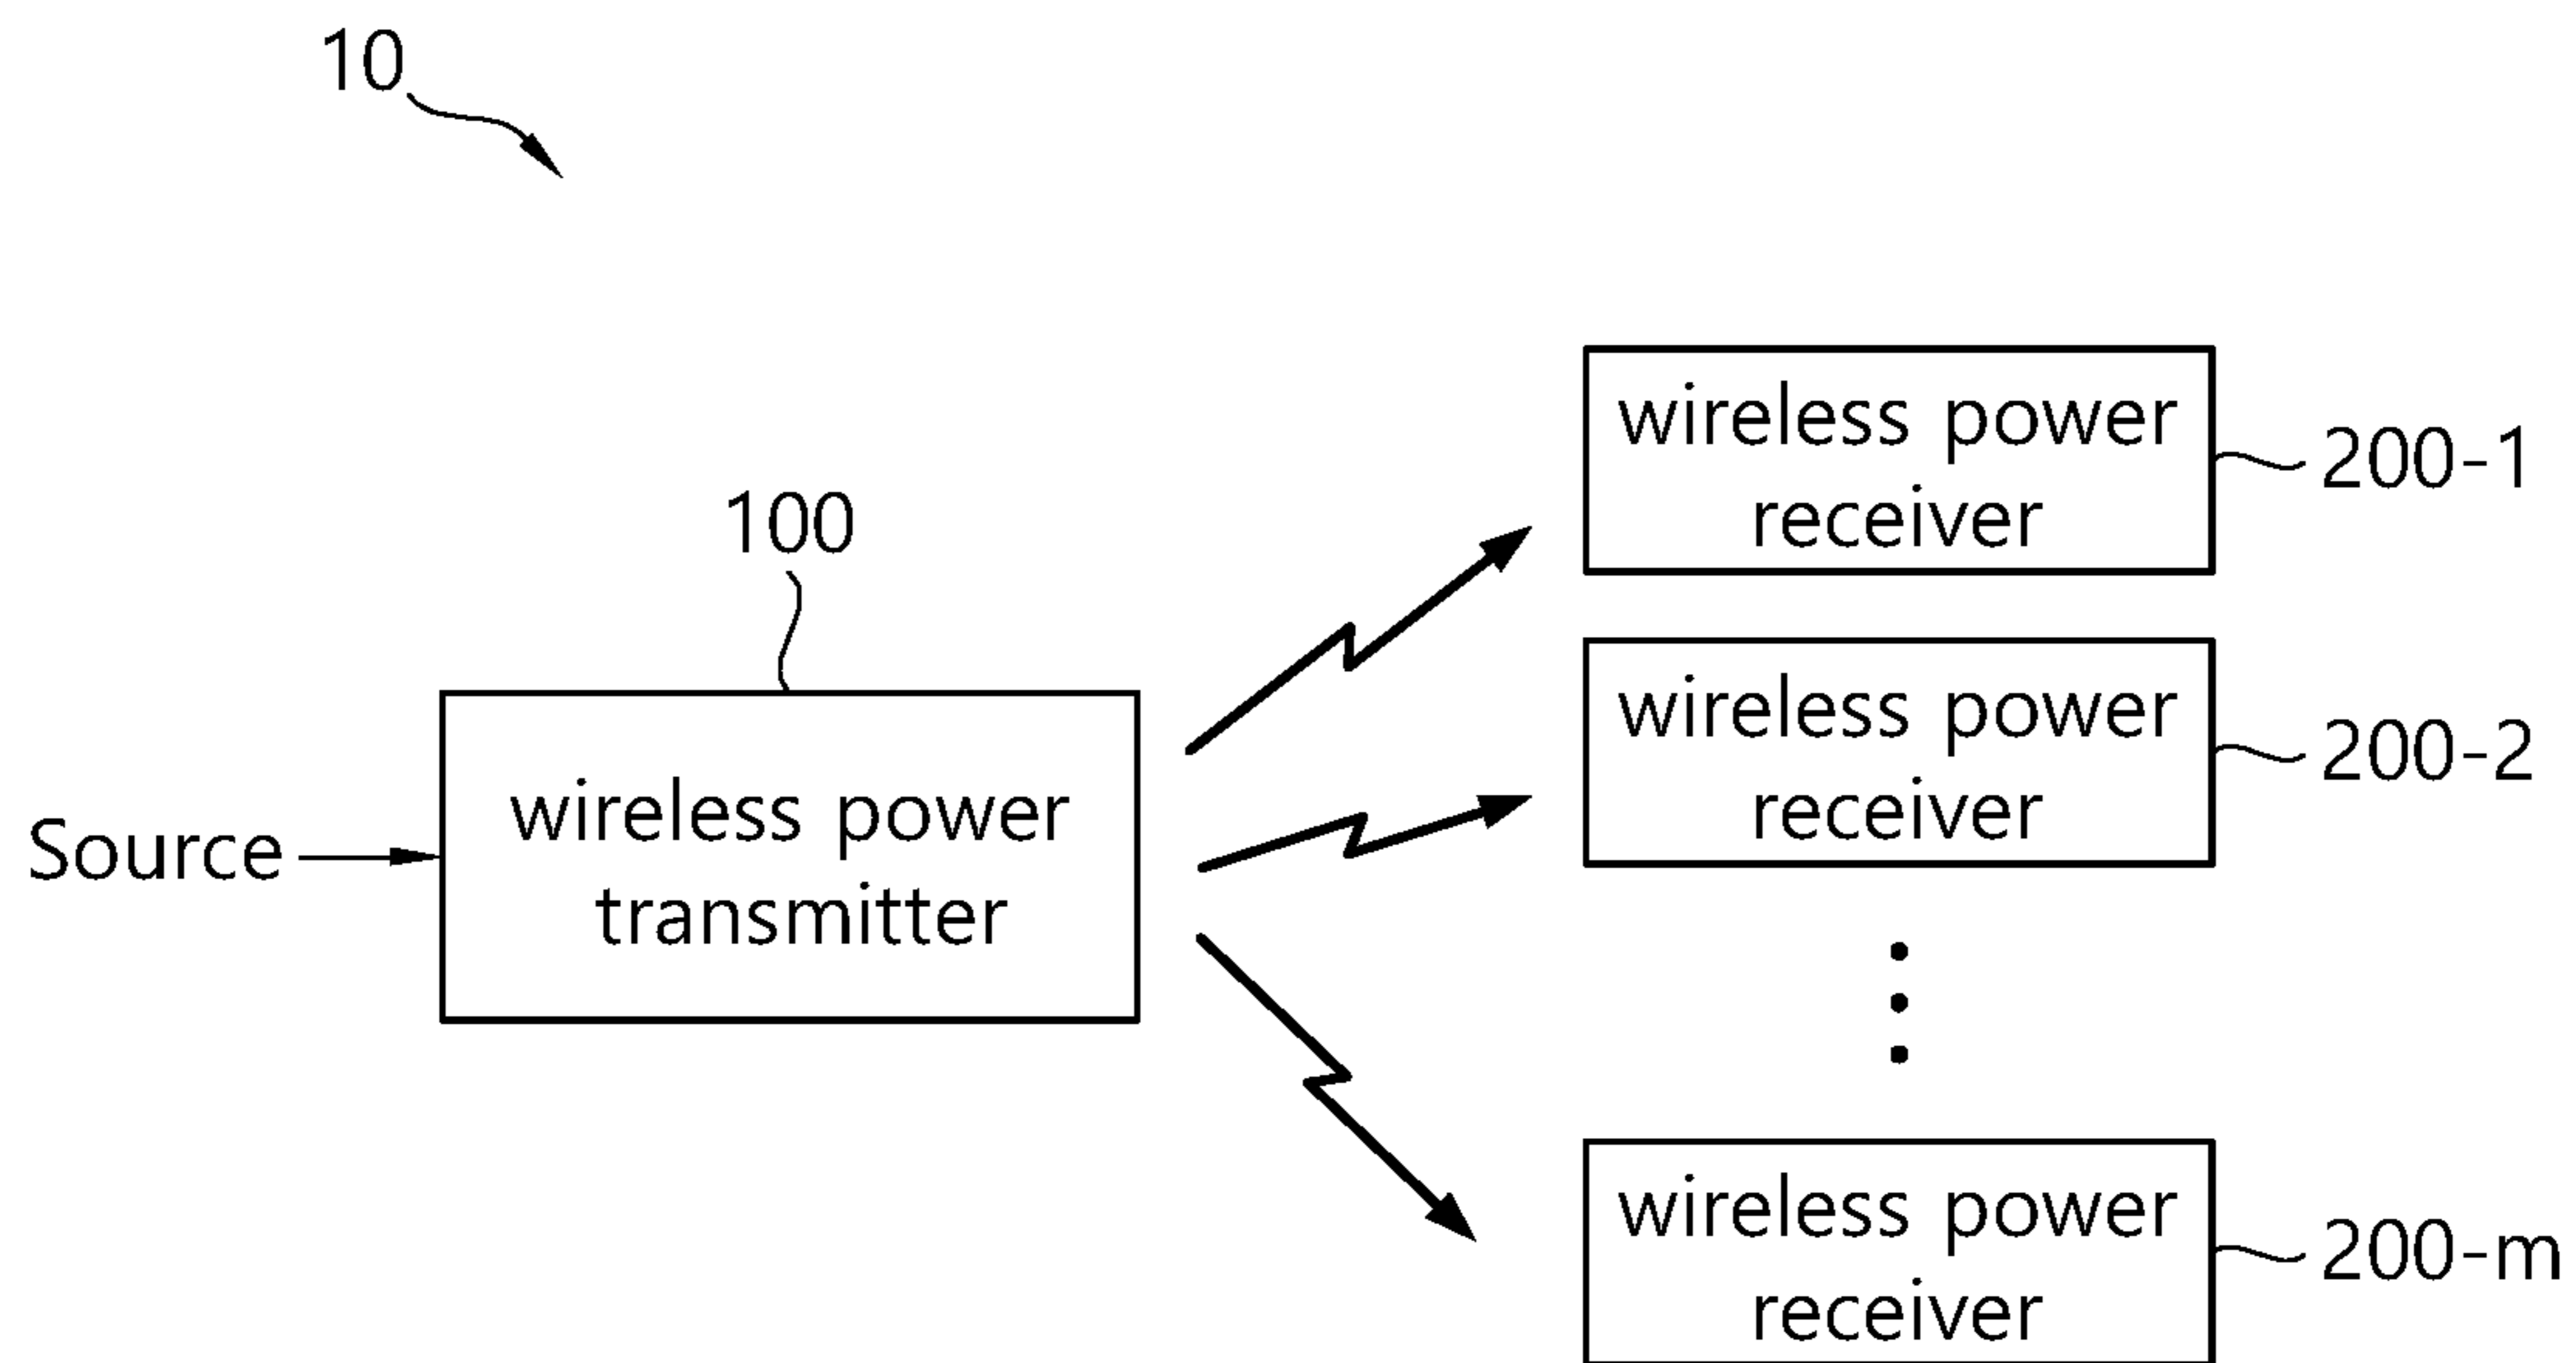 10
100
Source
wireless power
transmitter
wireless power
receiver
200-1
wireless power
receiver
200-2
wireless power
receiver
200-m